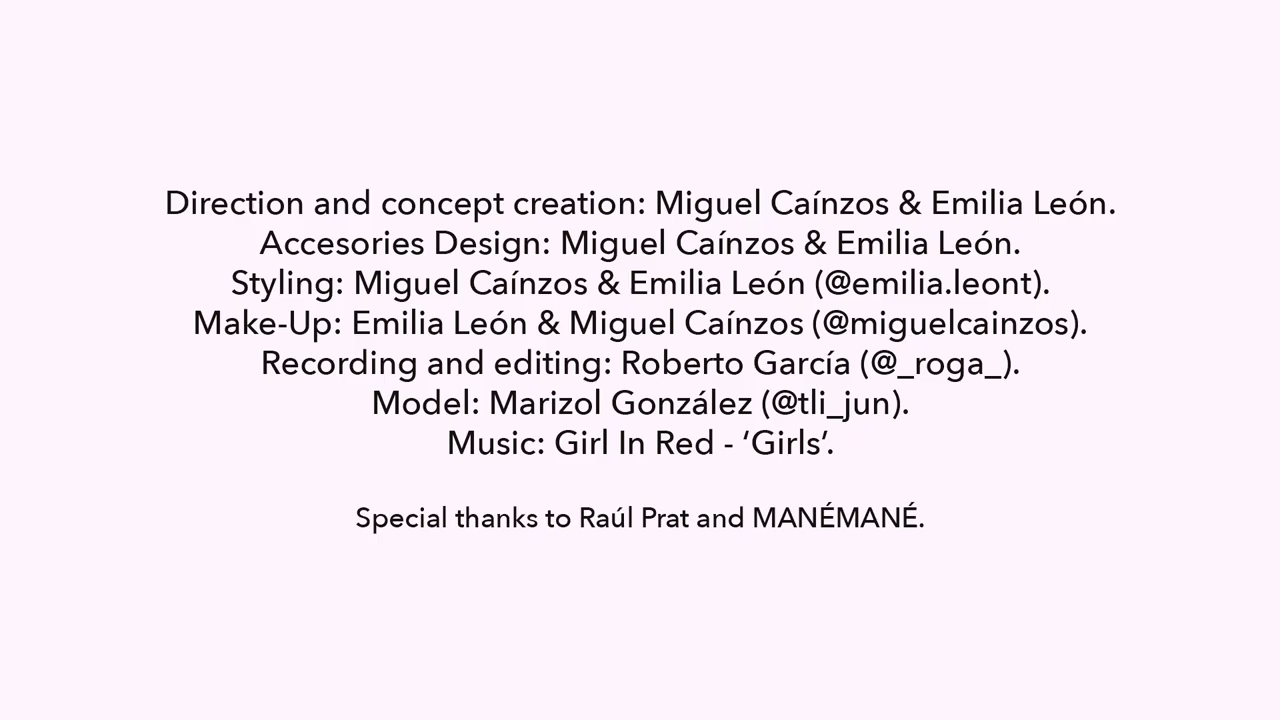 Direction and concept creation: Miguel Caínzos & Emilia León.
Accesories Design: Miguel Caínzos & Emilia León.
Styling: Miguel Caínzos & Emilia León (@emilia.leont).
Make-Up: Emilia León & Miguel Caínzos (@miguelcainzos).
Recording and editing: Roberto García (@_roga_).
Model: Marizol González (@tli_jun).
Music: Girl In Red - ‘Girls’.
Special thanks to Raúl Prat and MANÉMANÉ.